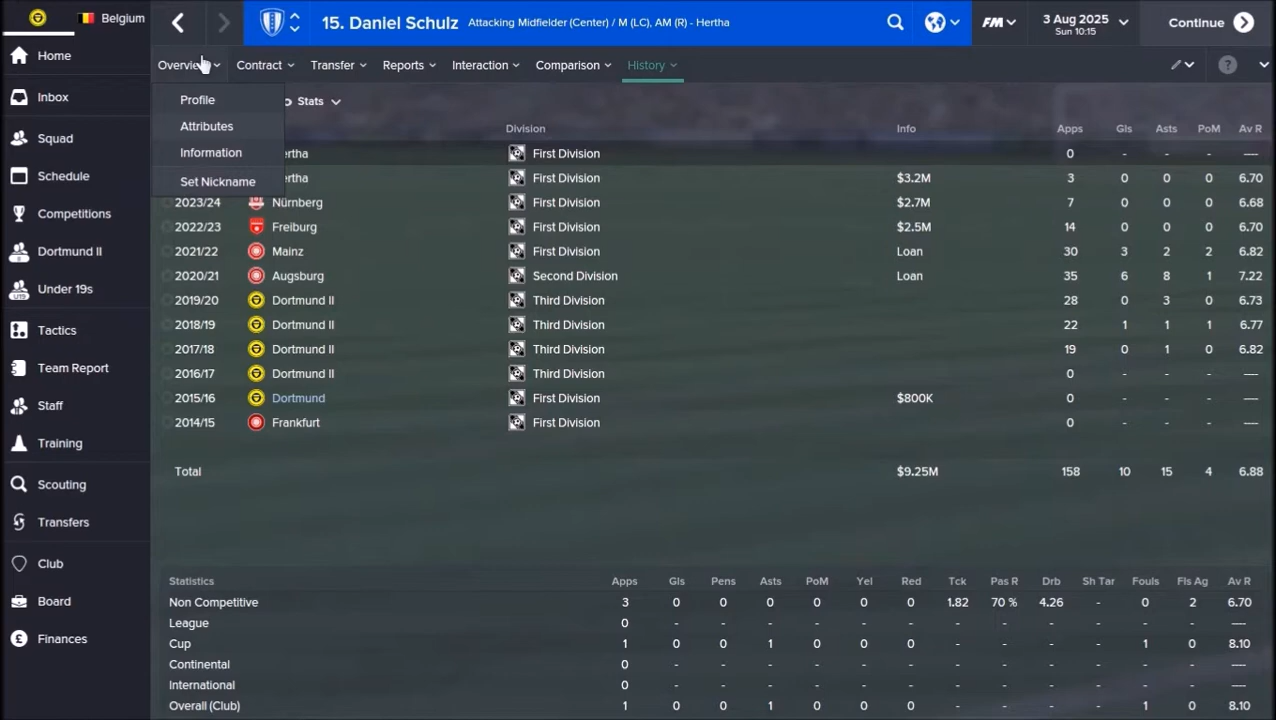 Belgium
15. Daniel Schulz Attacking Midfielder (Center) / M (LC), AM (R) - Hertha
FM
3 Aug 2025
Sun 10:15
Continue
Home
Inbox
Squad
Schedule
Competitions
Dortmund II
Under 19s
Tactics
Team Report
Staff
Training
Scouting
Transfers
Club
Board
Finances
Contract Transfer Reports Interaction Comparison History ?
Profile
Attributes
Information
Set Nickname
Stats
Division Info Apps Gls Asts PoM Av R
First Division 0 - - - ----
First Division $3.2M 3 0 0 0 6.70
2023/24 Nürnberg First Division $2.7M 7 0 0 0 6.68
2022/23 Freiburg First Division $2.5M 14 0 0 0 6.70
2021/22 Mainz First Division Loan 30 3 2 2 6.82
2020/21 Augsburg Second Division Loan 35 6 8 1 7.22
2019/20 Dortmund II Third Division 28 0 3 0 6.73
2018/19 Dortmund II Third Division 22 1 1 1 6.77
2017/18 Dortmund II Third Division 19 0 1 0 6.82
2016/17 Dortmund II Third Division 0 - - - ----
2015/16 Dortmund First Division $800K 0 - - - ----
2014/15 Frankfurt First Division 0 - - - ----
Total $9.25M 158 10 15 4 6.88
Statistics Apps Gls Pens Asts PoM Yel Red Tck Pas R Drb Sh Tar Fouls Fls Ag Av R
Non Competitive 3 0 0 0 0 0 0 1.82 70 % 4.26 - 0 2 6.70
League 0 - - - - - - - - - - - - ----
Cup 1 0 0 1 0 0 0 - - - - 1 0 8.10
Continental 0 - - - - - - - - - - - - ----
International 0 - - - - - - - - - - - - ----
Overall (Club) 1 0 0 1 0 0 0 - - - - 1 0 8.10